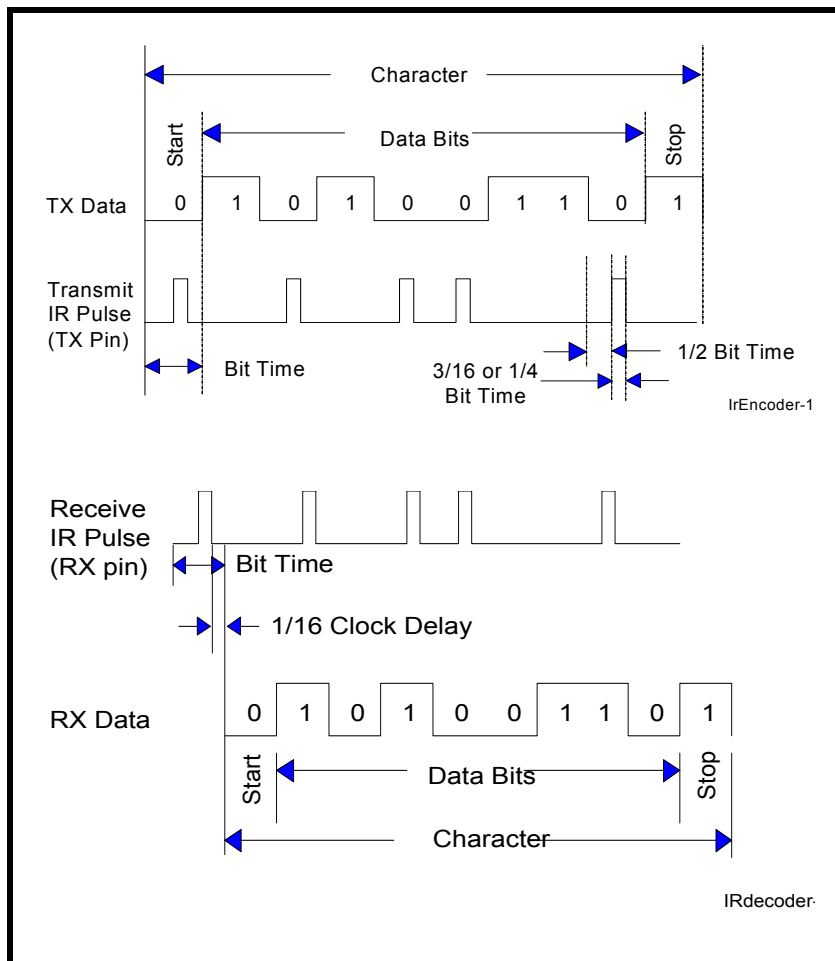 Character
Start
Data Bits
Stop
TX Data
0 1 0 1 0 0 1 1 0 1
Transmit
IR Pulse
(TX Pin)
Bit Time
1/2 Bit Time
3/16 or 1/4
Bit Time
IrEncoder-1
Receive
IR Pulse
(RX pin)
Bit Time
1/16 Clock Delay
RX Data
0 1 0 1 0 0 1 1 0 1
Start
Data Bits
Stop
Character
IRdecoder-